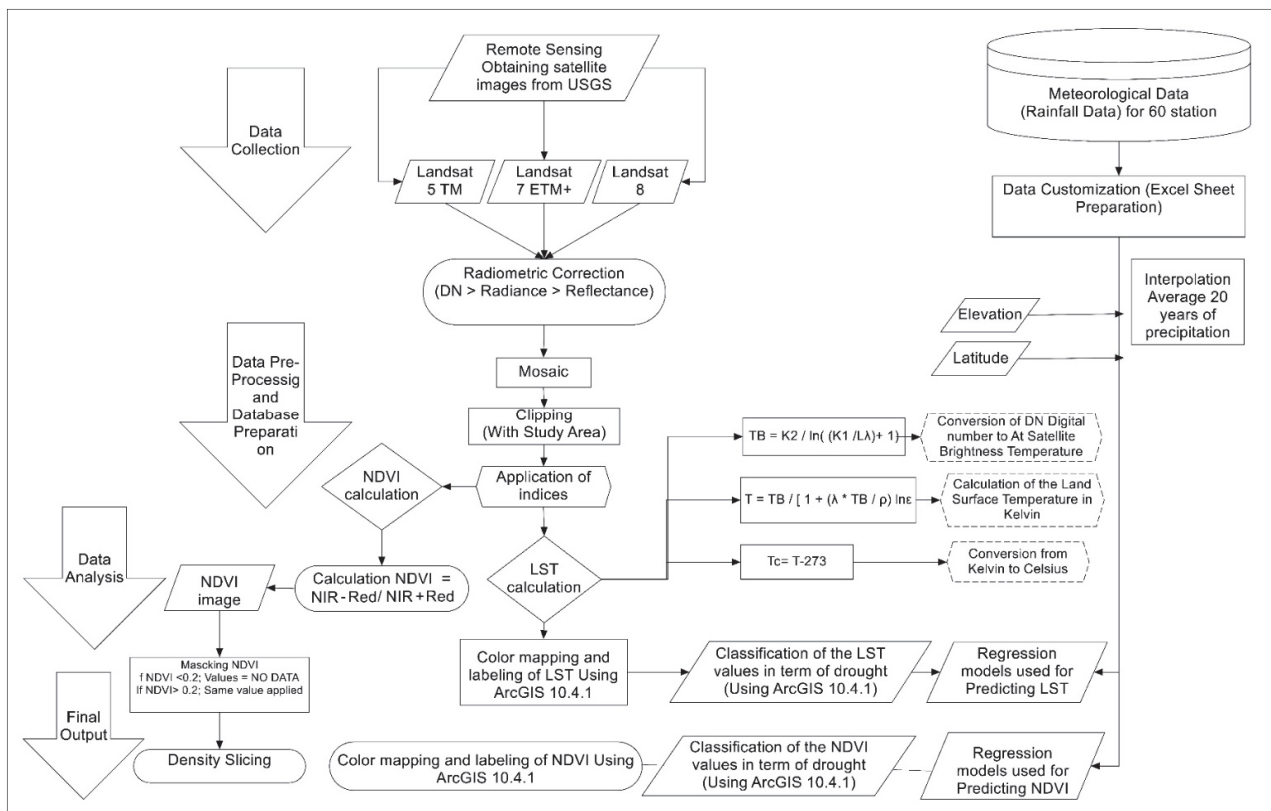 Remote Sensing
Obtaining satellite
images from USGS
Meteorological Data
(Rainfall Data) for 60 station
Data
Collection
Landsat
5 TM
Landsat
7 ETM+
Landsat
8
Data Customization (Excel Sheet
Preparation)
Radiometric Correction
(DN > Radiance > Reflectance)
Interpolation
Average 20
years of
precipitation
Elevation
Latitude
Data Pre-
Processig
and
Database
Preparati
on
Mosaic
Clipping
(With Study Area)
TB = K2 / ln( (K1 /Lλ)+ 1)
Conversion of DN Digital
number to At Satellite
Brightness Temperature
NDVI
calculation
Application of
indices
T = TB / [ 1 + (λ * TB / ρ) lnε
Calculation of the Land
Surface Temperature in
Kelvin
Data
Analysis
NDVI
image
Calculation NDVI =
NIR-Red/ NIR+Red
LST
calculation
Tc= T-273
Conversion from
Kelvin to Celsius
Mascking NDVI
f NDVI <0.2; Values = NO DATA
If NDVI> 0.2; Same value applied
Color mapping and
labeling of LST Using
ArcGIS 10.4.1
Classification of the LST
values in term of drought
(Using ArcGIS 10.4.1)
Regression
models used for
Predicting LST
Final
Output
Density Slicing
Color mapping and labeling of NDVI Using
ArcGIS 10.4.1
Classification of the NDVI
values in term of drought
(Using ArcGIS 10.4.1)
Regression
models used for
Predicting NDVI